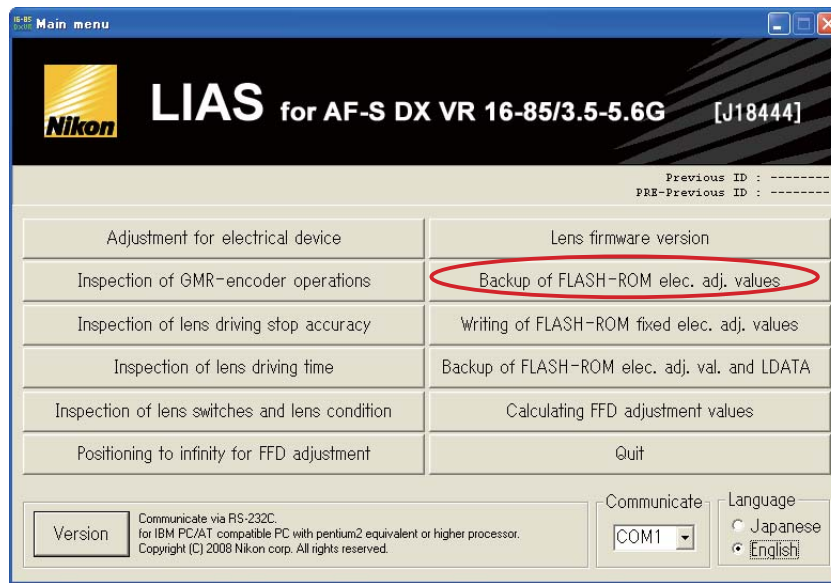 16-85
DXVR
Main menu
Nikon
LIAS for AF-S DX VR 16-85/3.5-5.6G [J18444]
Previous ID : --------
PRE-Previous ID : --------
Adjustment for electrical device
Lens firmware version
Inspection of GMR-encoder operations
Backup of FLASH-ROM elec. adj. values
Inspection of lens driving stop accuracy
Writing of FLASH-ROM fixed elec. adj. values
Inspection of lens driving time
Backup of FLASH-ROM elec. adj. val. and LDATA
Inspection of lens switches and lens condition
Calculating FFD adjustment values
Positioning to infinity for FFD adjustment
Quit
Version
Communicate via RS-232C.
for IBM PC/AT compatible PC with pentium2 equivalent or higher processor.
Copyright (C) 2008 Nikon corp. All rights reserved.
Communicate
COM1
Language
Japanese
English